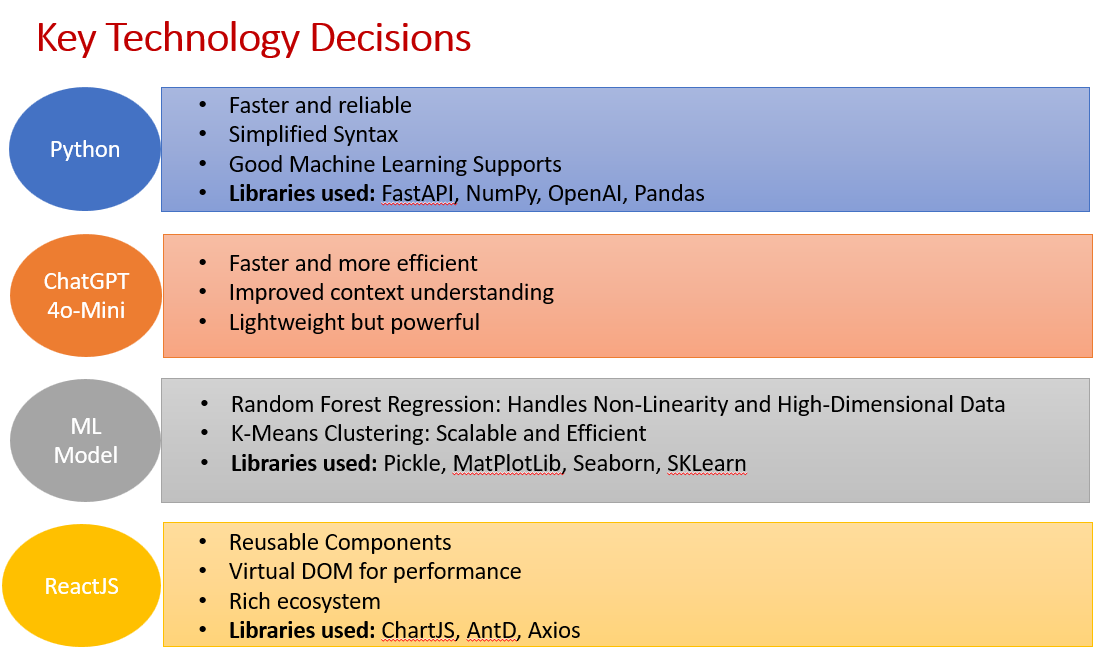 Key Technology Decisions
Python
• Faster and reliable
• Simplified Syntax
• Good Machine Learning Supports
• Libraries used: FastAPI, NumPy, OpenAI, Pandas
ChatGPT
4o-Mini
• Faster and more efficient
• Improved context understanding
• Lightweight but powerful
ML
Model
• Random Forest Regression: Handles Non-Linearity and High-Dimensional Data
• K-Means Clustering: Scalable and Efficient
• Libraries used: Pickle, MatPlotLib, Seaborn, SKLearn
ReactJS
• Reusable Components
• Virtual DOM for performance
• Rich ecosystem
• Libraries used: ChartJS, AntD, Axios